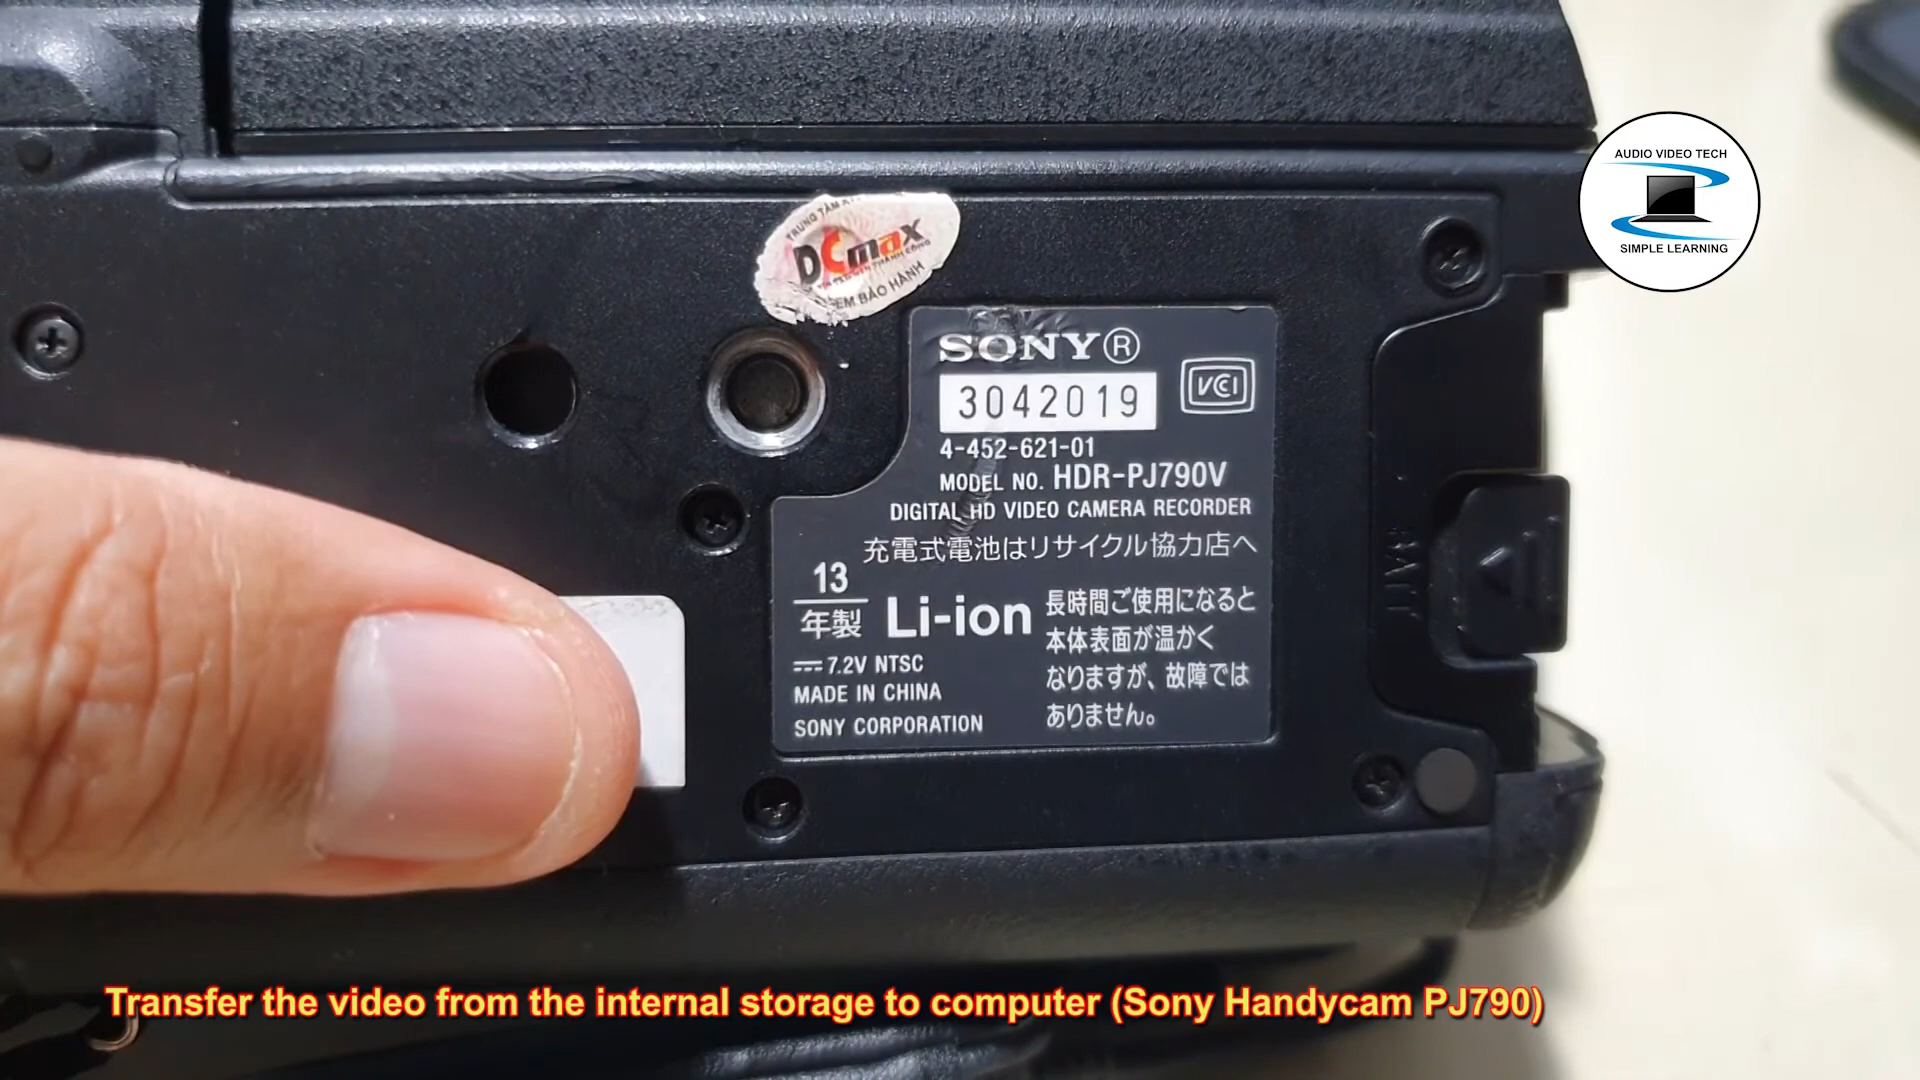 AUDIO VIDEO TECH
SIMPLE LEARNING
TRUNG TÂM
DCmax
TEM BẢO HÀNH
SONY®
3042019
VCCI
4-452-621-01
MODEL NO. HDR-PJ790V
DIGITAL HD VIDEO CAMERA RECORDER
充電式電池はリサイクル協力店へ
13
年製
Li-ion
長時間ご使用になると
本体表面が温かく
なりますが、故障では
ありません。
7.2V NTSC
MADE IN CHINA
SONY CORPORATION
BATT
Transfer the video from the internal storage to computer (Sony Handycam PJ790)